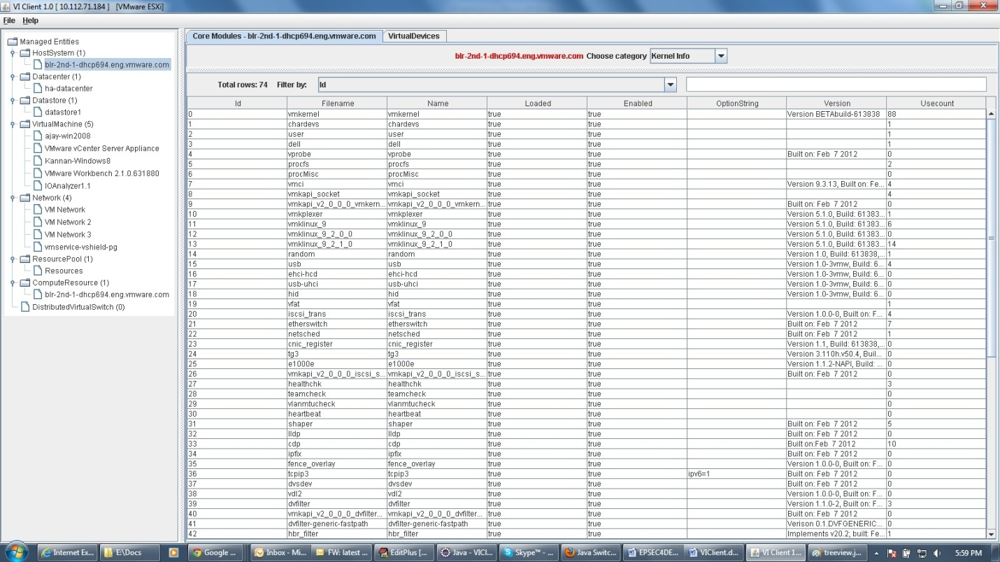 VI Client 1.0 [ 10.112.71.184 ] [VMware ESXi]
File Help
Managed Entities
HostSystem (1)
blr-2nd-1-dhcp694.eng.vmware.com
Datacenter (1)
ha-datacenter
Datastore (1)
datastore1
VirtualMachine (5)
ajay-win2008
VMware vCenter Server Appliance
Kannan-Windows8
VMware Workbench 2.1.0.631880
IOAnalyzer1.1
Network (4)
VM Network
VM Network 2
VM Network 3
vmservice-vshield-pg
ResourcePool (1)
Resources
ComputeResource (1)
blr-2nd-1-dhcp694.eng.vmware.com
DistributedVirtualSwitch (0)
Core Modules - blr-2nd-1-dhcp694.eng.vmware.com VirtualDevices
blr-2nd-1-dhcp694.eng.vmware.com Choose category Kernel Info
Total rows: 74 Filter by: Id
Id Filename Name Loaded Enabled OptionString Version Usecount
0 vmkernel vmkernel true true Version BETAbuild-613838 88
1 chardevs chardevs true true 1
2 user user true true 1
3 dell dell true true 1
4 vprobe vprobe true true Built on: Feb 7 2012 0
5 procfs procfs true true 2
6 procMisc procMisc true true 0
7 vmci vmci true true Version 9.3.13, Built on: Fe... 4
8 vmkapi_socket vmkapi_socket true true 4
9 vmkapi_v2_0_0_0_vmkern... vmkapi_v2_0_0_0_vmkern... true true Built on: Feb 7 2012 0
10 vmkplexer vmkplexer true true Version 5.1.0, Build: 61383... 1
11 vmklinux_9 vmklinux_9 true true Version 5.1.0, Build: 61383... 6
12 vmklinux_9_2_0_0 vmklinux_9_2_0_0 true true Version 5.1.0, Build: 61383... 0
13 vmklinux_9_2_1_0 vmklinux_9_2_1_0 true true Version 5.1.0, Build: 61383... 14
14 random random true true Version 1.0, Build: 613838,... 1
15 usb usb true true Version 1.0-3vmw, Build: 6... 4
16 ehci-hcd ehci-hcd true true Version 1.0-3vmw, Build: 6... 0
17 usb-uhci usb-uhci true true Version 1.0-3vmw, Build: 6... 0
18 hid hid true true Version 1.0-3vmw, Build: 6... 0
19 vfat vfat true true 1
20 iscsi_trans iscsi_trans true true Version 1.0.0-0, Built on: F... 4
21 etherswitch etherswitch true true Built on: Feb 7 2012 7
22 netsched netsched true true Built on: Feb 7 2012 1
23 cnic_register cnic_register true true Version 1.1, Build: 613838,... 0
24 tg3 tg3 true true Version 3.110h.v50.4, Buil... 0
25 e1000e e1000e true true Version 1.1.2-NAPI, Build: ... 0
26 vmkapi_v2_0_0_0_iscsi_s... vmkapi_v2_0_0_0_iscsi_s... true true Built on: Feb 7 2012 0
27 healthchk healthchk true true 3
28 teamcheck teamcheck true true 0
29 vlanmtucheck vlanmtucheck true true 0
30 heartbeat heartbeat true true 0
31 shaper shaper true true Built on: Feb 7 2012 5
32 lldp lldp true true Built on: Feb 7 2012 0
33 cdp cdp true true Built on:Feb 7 2012 10
34 ipfix ipfix true true Built on: Feb 7 2012 0
35 fence_overlay fence_overlay true true Version 1.0.0-0, Built on: F... 0
36 tcpip3 tcpip3 true true ipv6=1 Built on: Feb 7 2012 0
37 dvsdev dvsdev true true Built on: Feb 7 2012 0
38 vdl2 vdl2 true true Version 1.0.0-0, Built on: F... 0
39 dvfilter dvfilter true true Version 1.1.0-2, Built on: F... 3
40 vmkapi_v2_0_0_0_dvfilter... vmkapi_v2_0_0_0_dvfilter... true true Built on: Feb 7 2012 0
41 dvfilter-generic-fastpath dvfilter-generic-fastpath true true Verison 0.1.DVFGENERIC... 0
42 hbr_filter hbr_filter true true Implements v20.2; built: Fe... 1
Internet Ex... E:\Docs Google ... Inbox - Mi... FW: latest ... EditPlus [... Java - VICl... Skype™ - ... Java Switc... EPSEC4DE... VIClient.d... VI Client 1... treeview.j... 5:59 PM